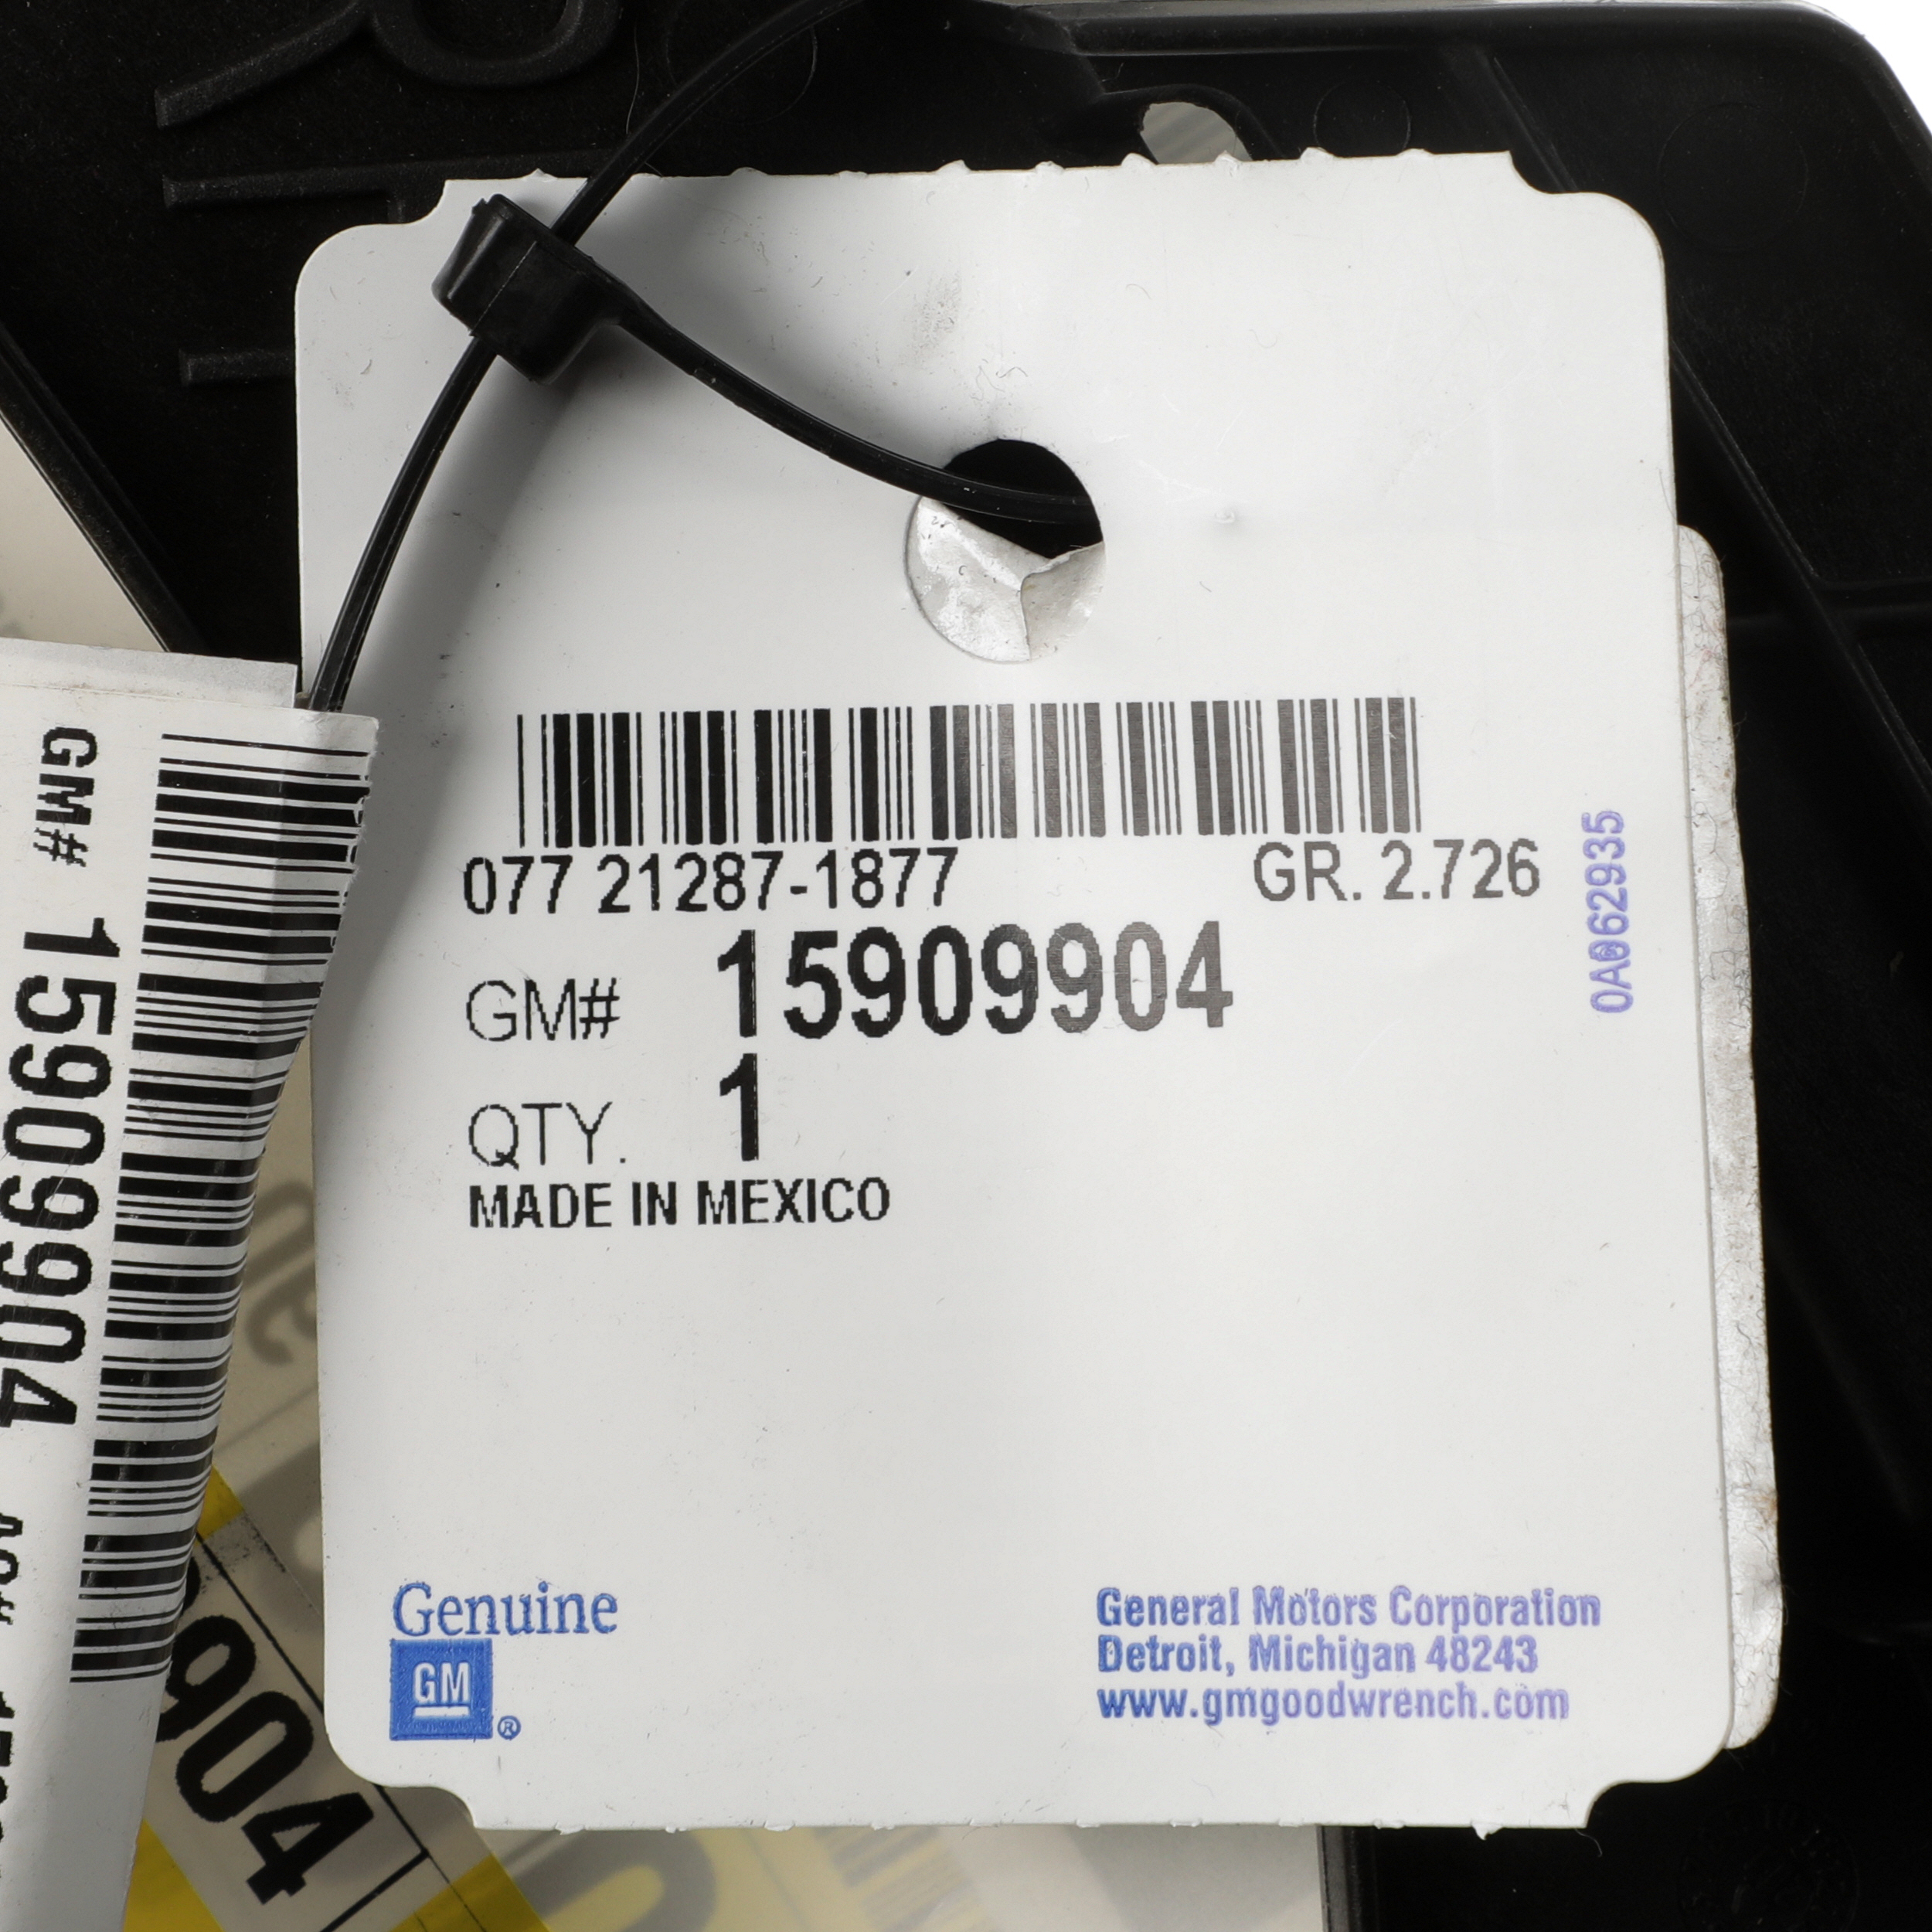 077 21287-1877 GR. 2.726
GM# 15909904
QTY. 1
MADE IN MEXICO
0A062935
Genuine
GM ®
General Motors Corporation
Detroit, Michigan 48243
www.gmgoodwrench.com
GM# 15909904
904